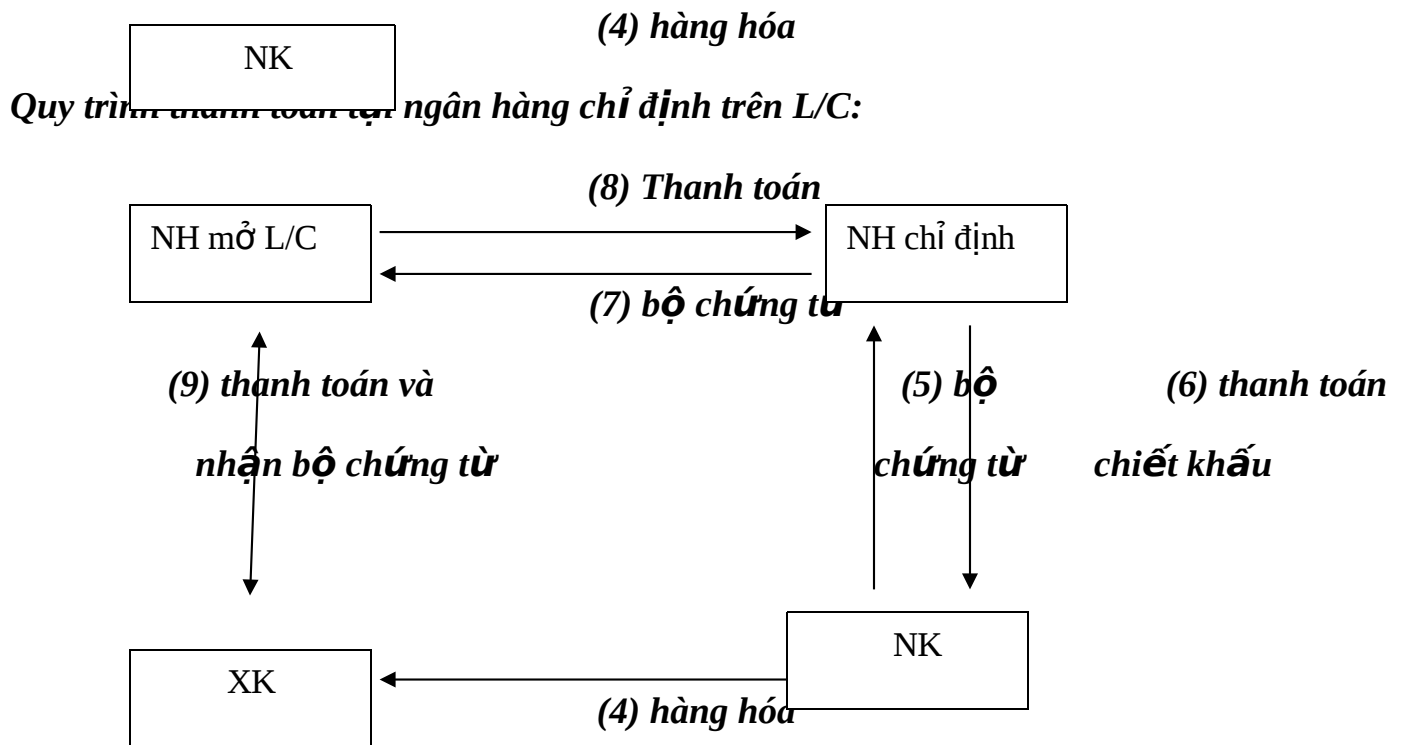 (4) hàng hóa
NK
Quy trình thanh toán tại ngân hàng chỉ định trên L/C:
(8) Thanh toán
NH mở L/C
NH chỉ định
(7) bộ chứng từ
(9) thanh toán và
(5) bộ
(6) thanh toán
nhận bộ chứng từ
chứng từ
chiết khấu
NK
XK
(4) hàng hóa